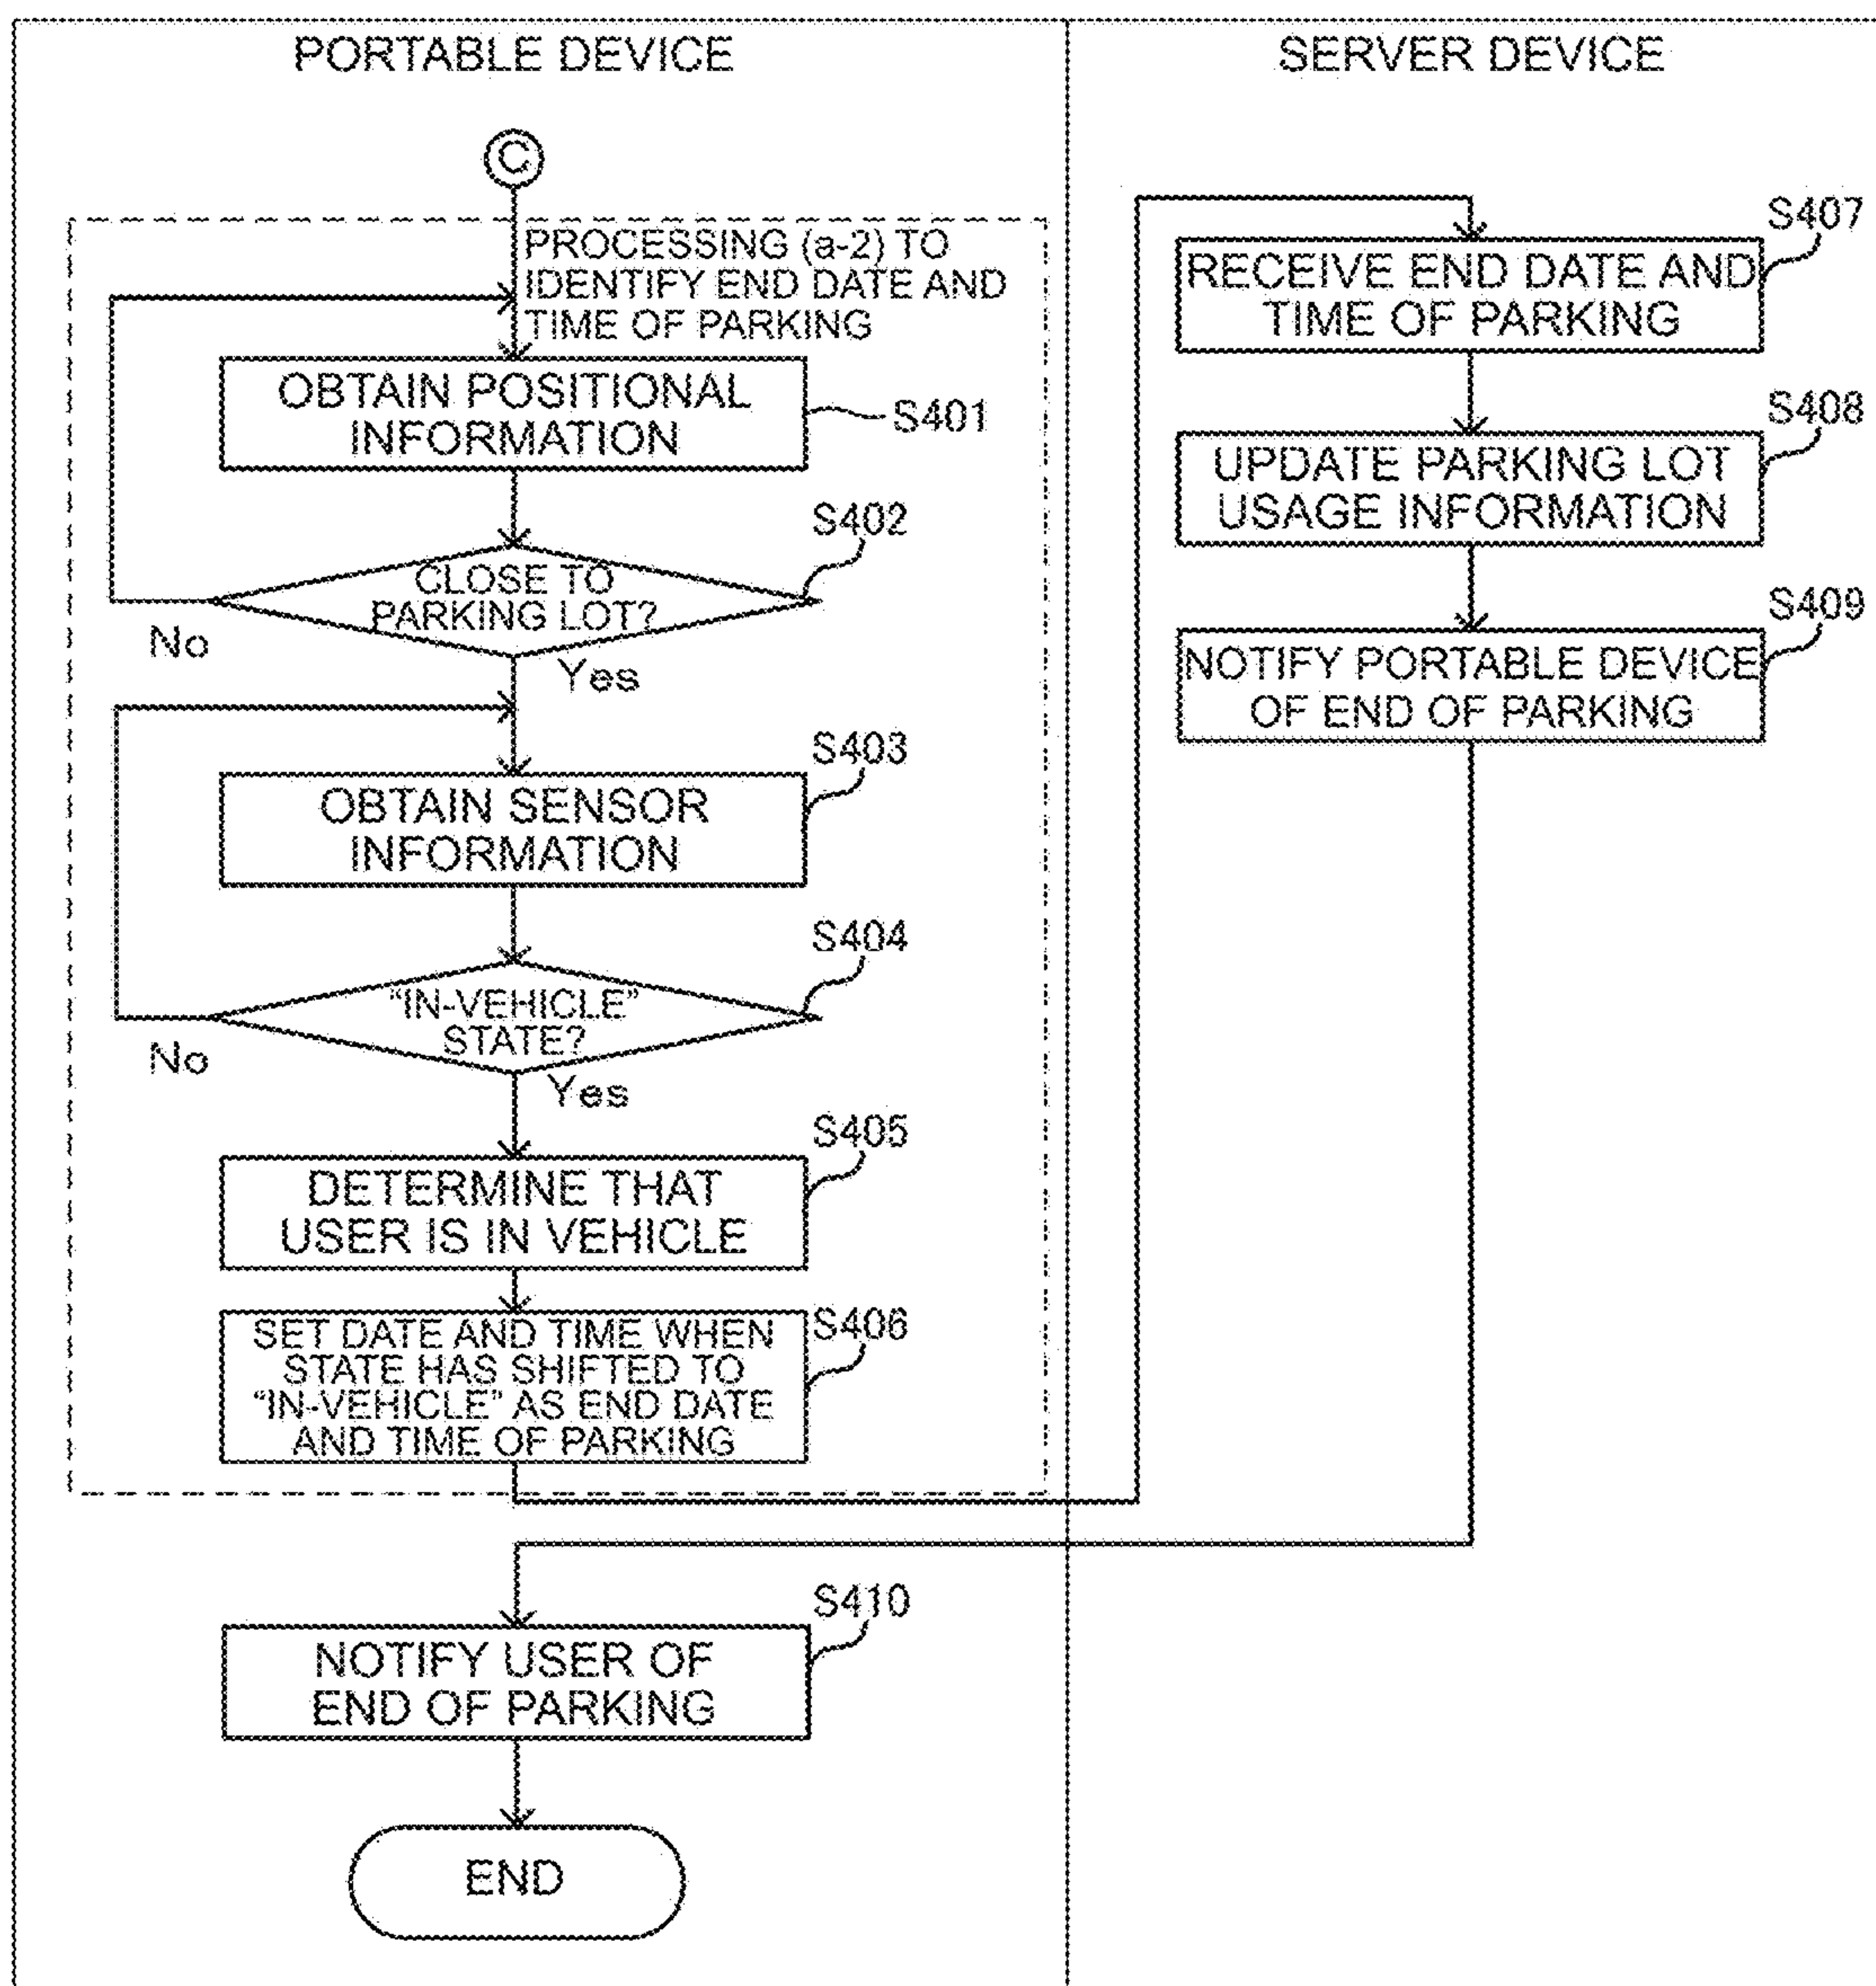 PORTABLE DEVICE
SERVER DEVICE
C
PROCESSING (a-2) TO
IDENTIFY END DATE AND
TIME OF PARKING
OBTAIN POSITIONAL
INFORMATION
S401
CLOSE TO
PARKING LOT?
S402
No
Yes
OBTAIN SENSOR
INFORMATION
S403
“IN-VEHICLE”
STATE?
S404
No
Yes
DETERMINE THAT
USER IS IN VEHICLE
S405
SET DATE AND TIME WHEN
STATE HAS SHIFTED TO
“IN-VEHICLE” AS END DATE
AND TIME OF PARKING
S406
RECEIVE END DATE AND
TIME OF PARKING
S407
UPDATE PARKING LOT
USAGE INFORMATION
S408
NOTIFY PORTABLE DEVICE
OF END OF PARKING
S409
NOTIFY USER OF
END OF PARKING
S410
END